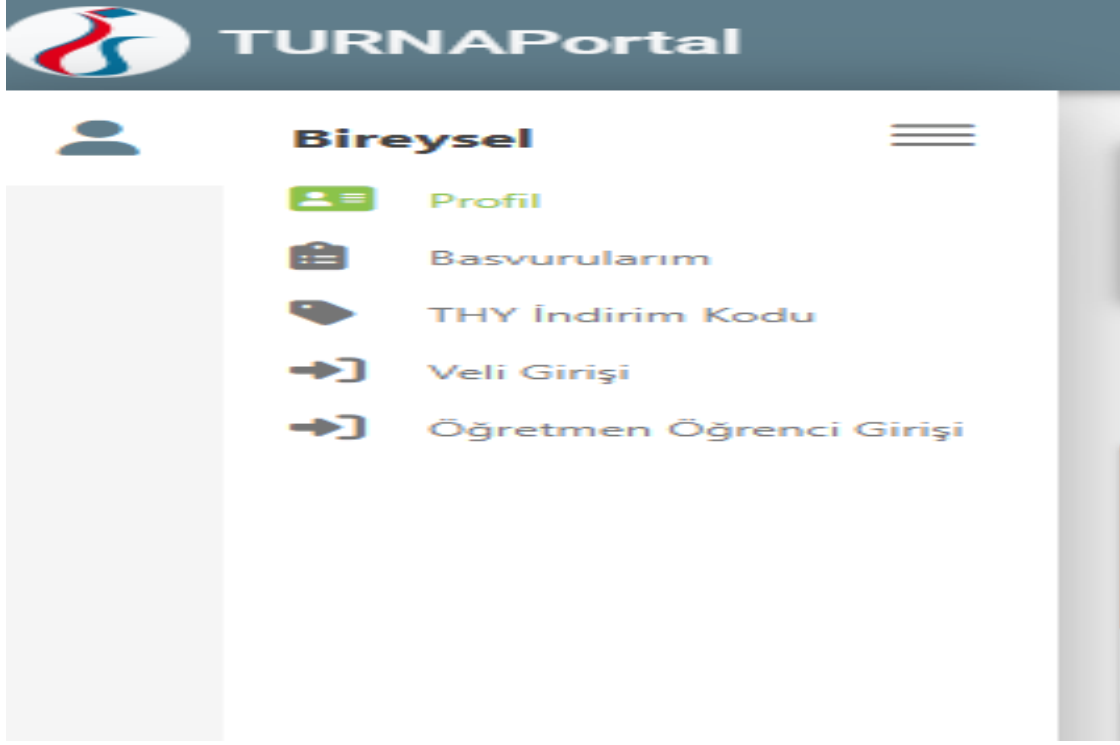 TURNAPortal
Bireysel
Profil
Basvurularım
THY İndirim Kodu
Veli Girişi
Öğretmen Öğrenci Girişi